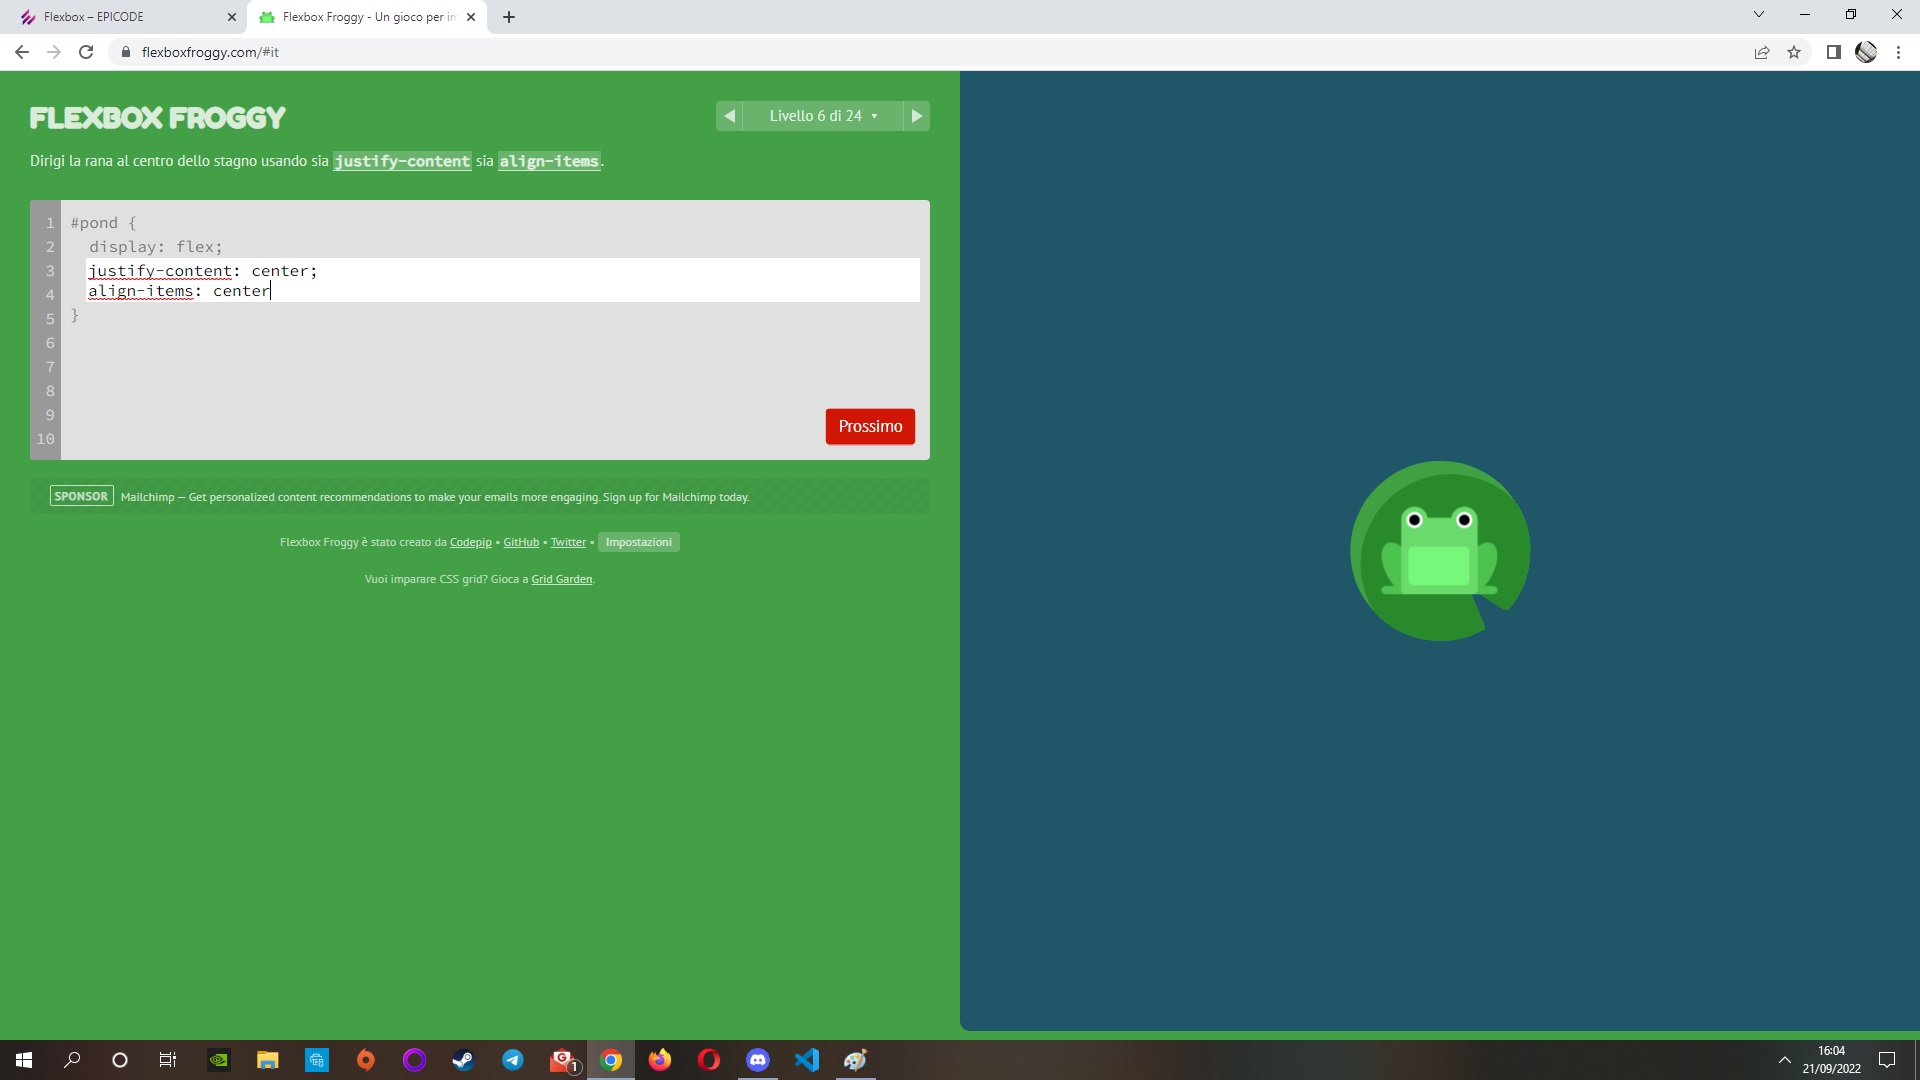 Flexbox – EPICODE
Flexbox Froggy - Un gioco per im
flexboxfroggy.com/#it
FLEXBOX FROGGY
Livello 6 di 24
Dirigi la rana al centro dello stagno usando sia justify-content sia align-items.
1 #pond {
2 display: flex;
3 justify-content: center;
4 align-items: center
5 }
6
7
8
9
10
Prossimo
SPONSOR Mailchimp — Get personalized content recommendations to make your emails more engaging. Sign up for Mailchimp today.
Flexbox Froggy è stato creato da Codepip • GitHub • Twitter • Impostazioni
Vuoi imparare CSS grid? Gioca a Grid Garden.
G
1
16:04
21/09/2022